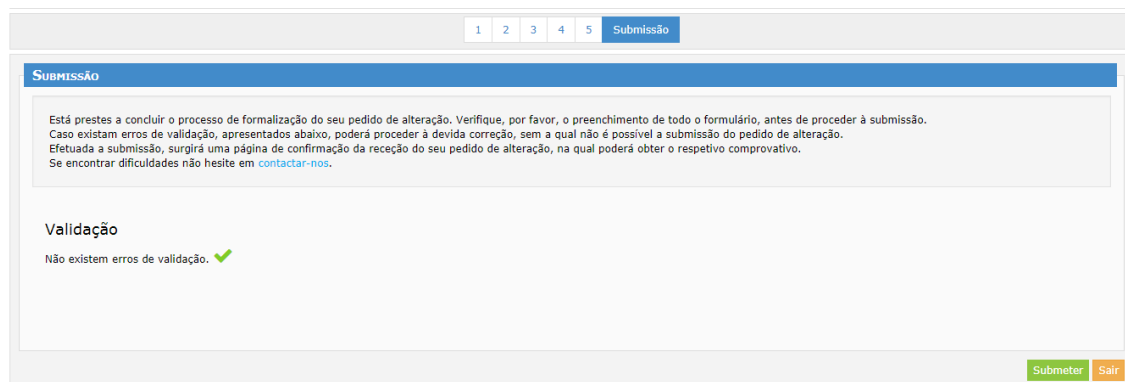 1 2 3 4 5 Submissão
Submissão
Está prestes a concluir o processo de formalização do seu pedido de alteração. Verifique, por favor, o preenchimento de todo o formulário, antes de proceder à submissão.
Caso existam erros de validação, apresentados abaixo, poderá proceder à devida correção, sem a qual não é possível a submissão do pedido de alteração.
Efetuada a submissão, surgirá uma página de confirmação da receção do seu pedido de alteração, na qual poderá obter o respetivo comprovativo.
Se encontrar dificuldades não hesite em contactar-nos.
Validação
Não existem erros de validação.
Submeter Sair